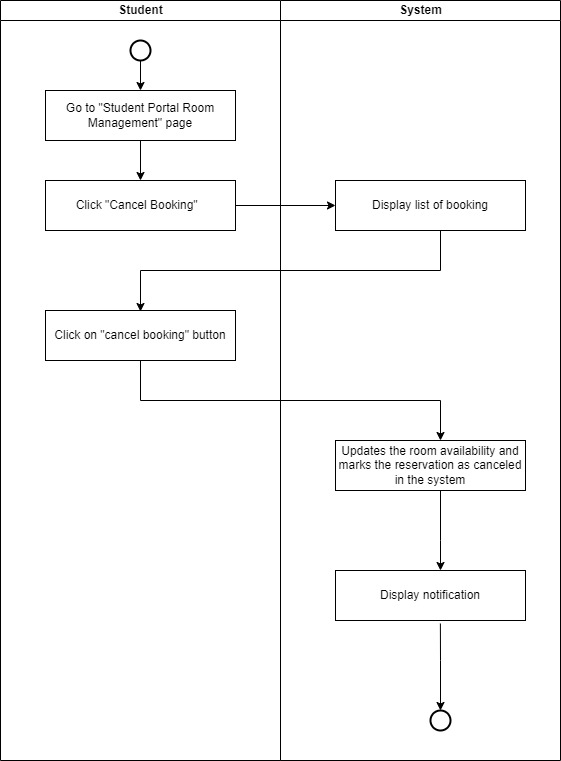 Student
System
Go to "Student Portal Room
Management" page
Click "Cancel Booking"
Display list of booking
Click on "cancel booking" button
Updates the room availability and
marks the reservation as canceled
in the system
Display notification